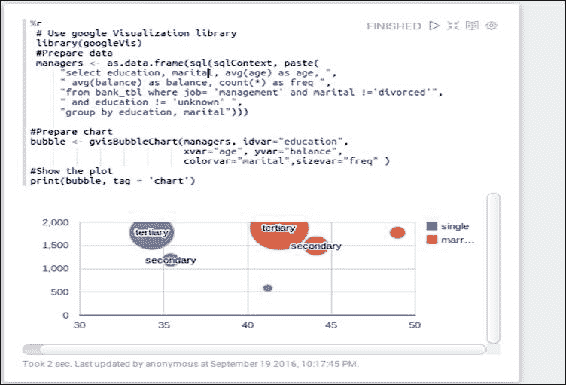 %r
FINISHED
# Use google Visualization library
library(googleVis)
#Prepare data
managers <- as.data.frame(sql(sqlContext, paste(
"select education, marital, avg(age) as age, ",
" avg(balance) as balance, count(*) as freq ",
"from bank_tbl where job= 'management' and marital !='divorced'",
" and education != 'unknown' ",
"group by education, marital")))
#Prepare chart
bubble <- gvisBubbleChart(managers, idvar="education",
xvar="age", yvar="balance",
colorvar="marital",sizevar="freq" )
#Show the plot
print(bubble, tag = 'chart')
2,000
1,500
1,000
500
0
tertiary
secondary
tertiary
secondary
single
marr...
30
35
40
45
50
Took 2 sec. Last updated by anonymous at September 19 2016, 10:17:45 PM.